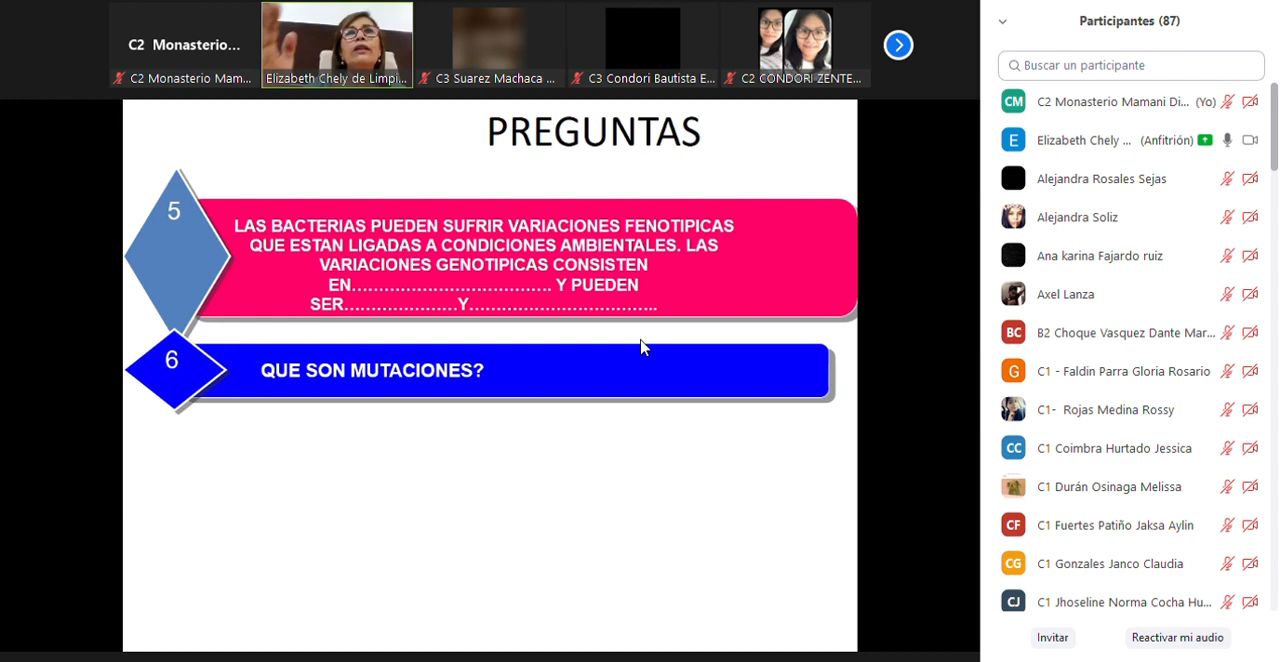 C2 Monasterio...
C2 Monasterio Mam...
Elizabeth Chely de Limpi...
C3 Suarez Machaca ...
C3 Condori Bautista E...
C2 CONDORI ZENTE...
PREGUNTAS
5
LAS BACTERIAS PUEDEN SUFRIR VARIACIONES FENOTIPICAS
QUE ESTAN LIGADAS A CONDICIONES AMBIENTALES. LAS
VARIACIONES GENOTIPICAS CONSISTEN
EN.................................... Y PUEDEN
SER.....................Y...................................
6
QUE SON MUTACIONES?
Participantes (87)
Buscar un participante
CM C2 Monasterio Mamani Di... (Yo)
E Elizabeth Chely ... (Anfitrión)
Alejandra Rosales Sejas
Alejandra Soliz
Ana karina Fajardo ruiz
Axel Lanza
BC B2 Choque Vasquez Dante Mar...
G C1 - Faldin Parra Gloria Rosario
C1- Rojas Medina Rossy
CC C1 Coimbra Hurtado Jessica
C1 Durán Osinaga Melissa
CF C1 Fuertes Patiño Jaksa Aylin
CG C1 Gonzales Janco Claudia
CJ C1 Jhoseline Norma Cocha Hu...
Invitar
Reactivar mi audio